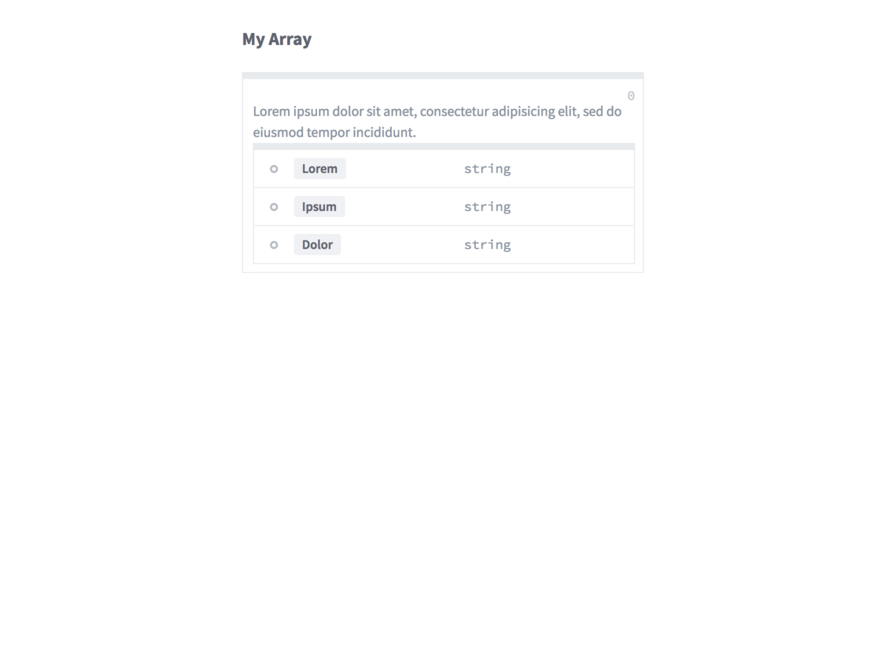 My Array
0
Lorem ipsum dolor sit amet, consectetur adipisicing elit, sed do
eiusmod tempor incididunt.
Lorem string
Ipsum string
Dolor string